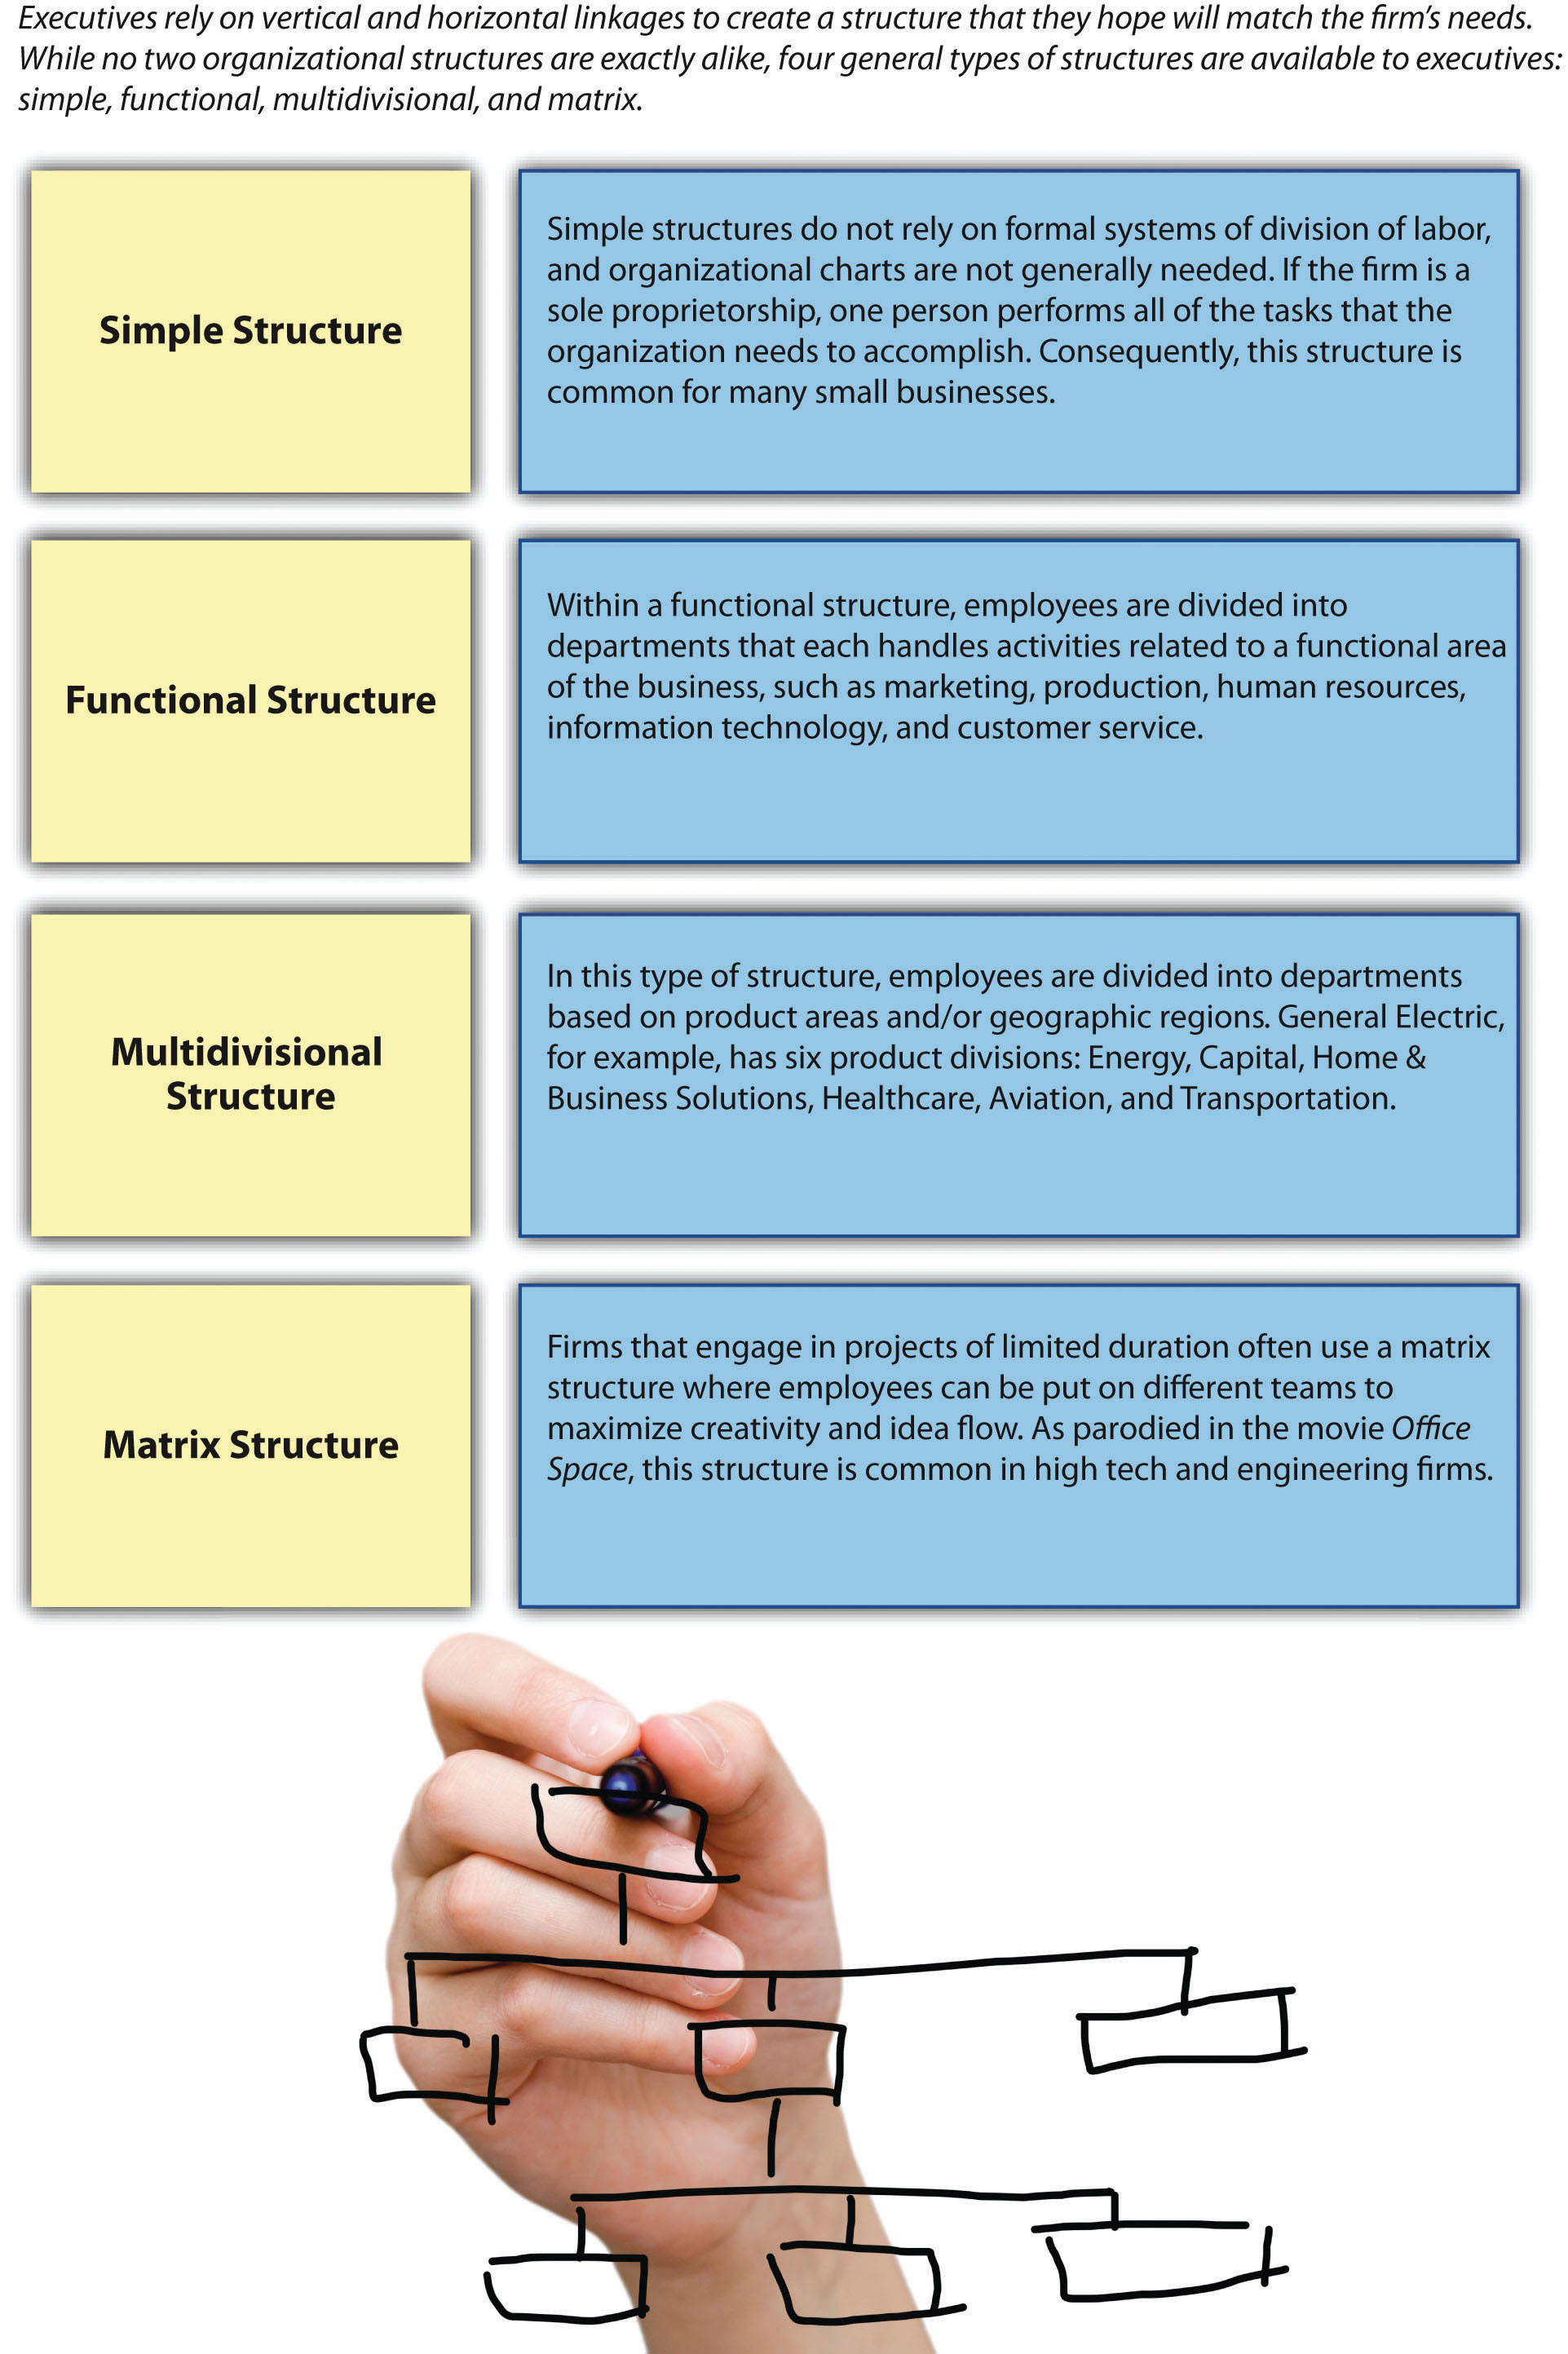 Executives rely on vertical and horizontal linkages to create a structure that they hope will match the firm's needs.
While no two organizational structures are exactly alike, four general types of structures are available to executives:
simple, functional, multidivisional, and matrix.
Simple Structure
Simple structures do not rely on formal systems of division of labor,
and organizational charts are not generally needed. If the firm is a
sole proprietorship, one person performs all of the tasks that the
organization needs to accomplish. Consequently, this structure is
common for many small businesses.
Functional Structure
Within a functional structure, employees are divided into
departments that each handles activities related to a functional area
of the business, such as marketing, production, human resources,
information technology, and customer service.
Multidivisional
Structure
In this type of structure, employees are divided into departments
based on product areas and/or geographic regions. General Electric,
for example, has six product divisions: Energy, Capital, Home &
Business Solutions, Healthcare, Aviation, and Transportation.
Matrix Structure
Firms that engage in projects of limited duration often use a matrix
structure where employees can be put on different teams to
maximize creativity and idea flow. As parodied in the movie Office
Space, this structure is common in high tech and engineering firms.